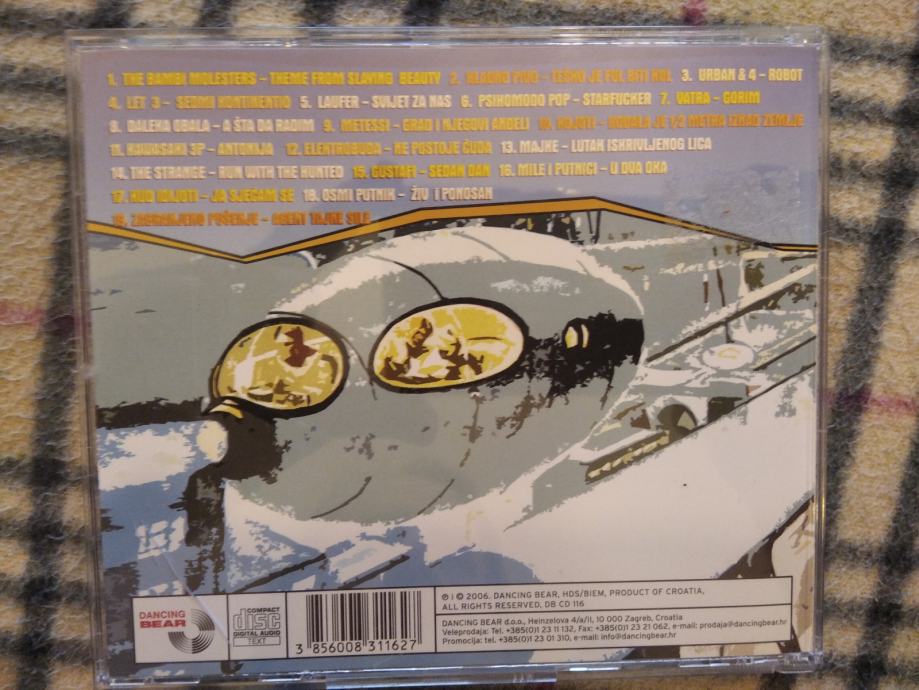 1. THE BAMBI MOLESTERS – THEME FROM SLAYING BEAUTY 2. HLADNO PIVO – TEŠKO JE FUL BITI KUL 3. URBAN & 4 – ROBOT
4. LET 3 – SEDMI KONTINENTIO 5. LAUFER – SVIJET ZA NAS 6. PSIHOMODO POP – STARFUCKER 7. VATRA – GORIM
8. DALEKA OBALA – A ŠTA DA RADIM 9. METESSI – GRAD I NJEGOVI ANĐELI 10. KOJOTI – HODALA JE 1/2 METRA IZNAD ZEMLJE
11. KAWASAKI 3P – ANTONIJA 12. ELEKTROBUDA – NE POSTOJE ČUDA 13. MAJKE – LUTAK ISKRIVLJENOG LICA
14. THE STRANGE – RUN WITH THE HUNTED 15. GUSTAFI – SEDAN DAN 16. MILE I PUTNICI – U DVA OKA
17. KUD IDIJOTI – JA SJEĆAM SE 18. OSMI PUTNIK – ŽIV I PONOSAN
19. ZABRANJENO PUŠENJE – AGENT TAJNE SILE
DANCING
BEAR
COMPACT
disc
DIGITAL AUDIO
TEXT
3 856008 311627
℗ I © 2006. DANCING BEAR, HDS/BIEM, PRODUCT OF CROATIA,
ALL RIGHTS RESERVED, DB CD 116
DANCING BEAR d.o.o., Heinzelova 4/a/II, 10 000 Zagreb, Croatia
Veleprodaja: Tel. +385(0)1 23 11 132, Fax: +385(0)1 23 21 062, e-mail: prodaja@dancingbear.hr
Promocija: tel. +385(0)1 23 01 310, e-mail: info@dancingbear.hr